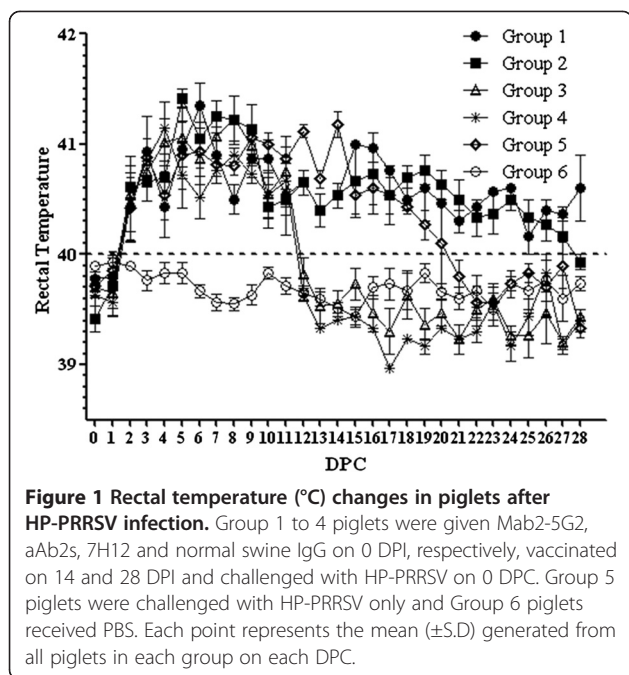 42
41
40
39
Rectal Temperature
Group 1
Group 2
Group 3
Group 4
Group 5
Group 6
0 1 2 3 4 5 6 7 8 9 10 11 12 13 14 15 16 17 18 19 20 21 22 23 24 25 26 27 28
DPC
Figure 1 Rectal temperature (°C) changes in piglets after
HP-PRRSV infection. Group 1 to 4 piglets were given Mab2-5G2,
aAb2s, 7H12 and normal swine IgG on 0 DPI, respectively, vaccinated
on 14 and 28 DPI and challenged with HP-PRRSV on 0 DPC. Group 5
piglets were challenged with HP-PRRSV only and Group 6 piglets
received PBS. Each point represents the mean (±S.D) generated from
all piglets in each group on each DPC.